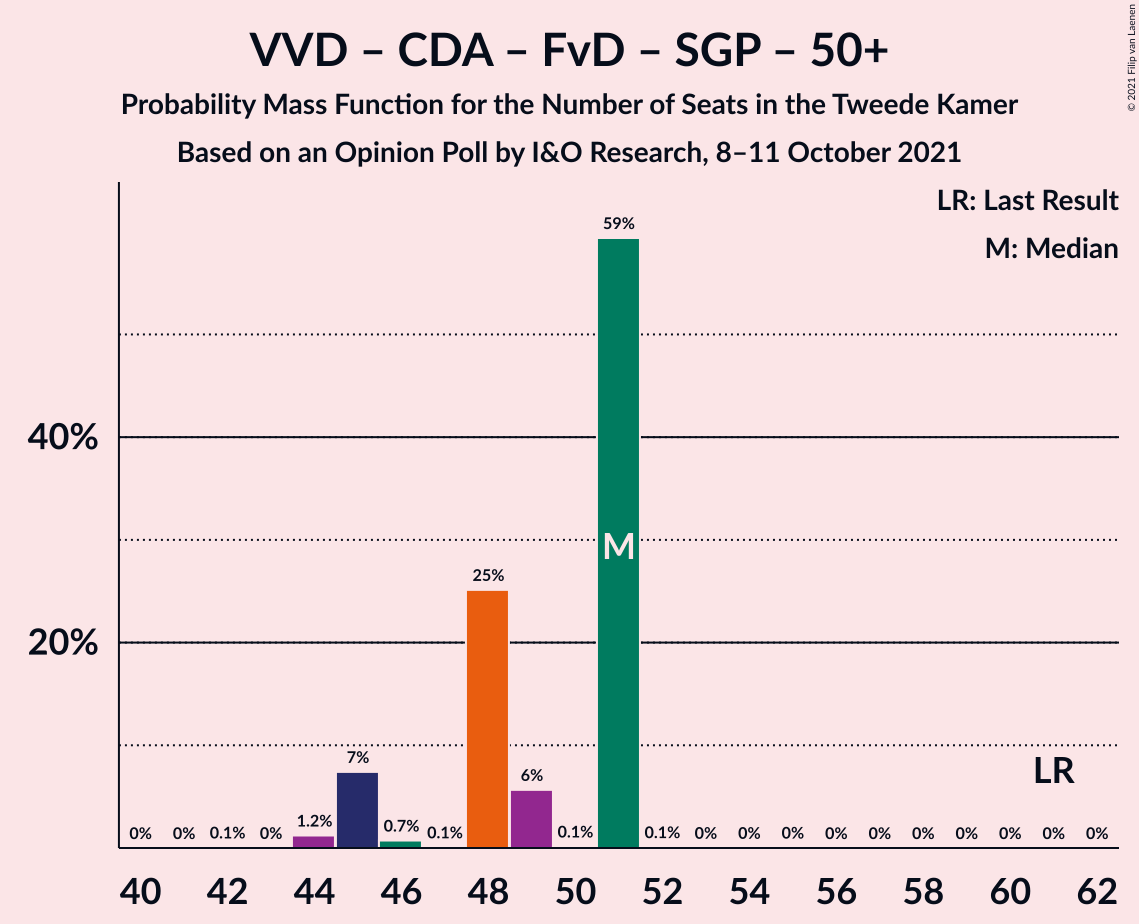 VVD – CDA – FvD – SGP – 50+
Probability Mass Function for the Number of Seats in the Tweede Kamer
Based on an Opinion Poll by I&O Research, 8–11 October 2021
© 2021 Filip van Laenen
LR: Last Result
M: Median
59%
40%
M
25%
20%
7%
6%
LR
0% 0% 0.1% 0% 1.2% 0.7% 0.1% 0.1% 0.1% 0% 0% 0% 0% 0% 0% 0% 0% 0% 0%
40 42 44 46 48 50 52 54 56 58 60 62